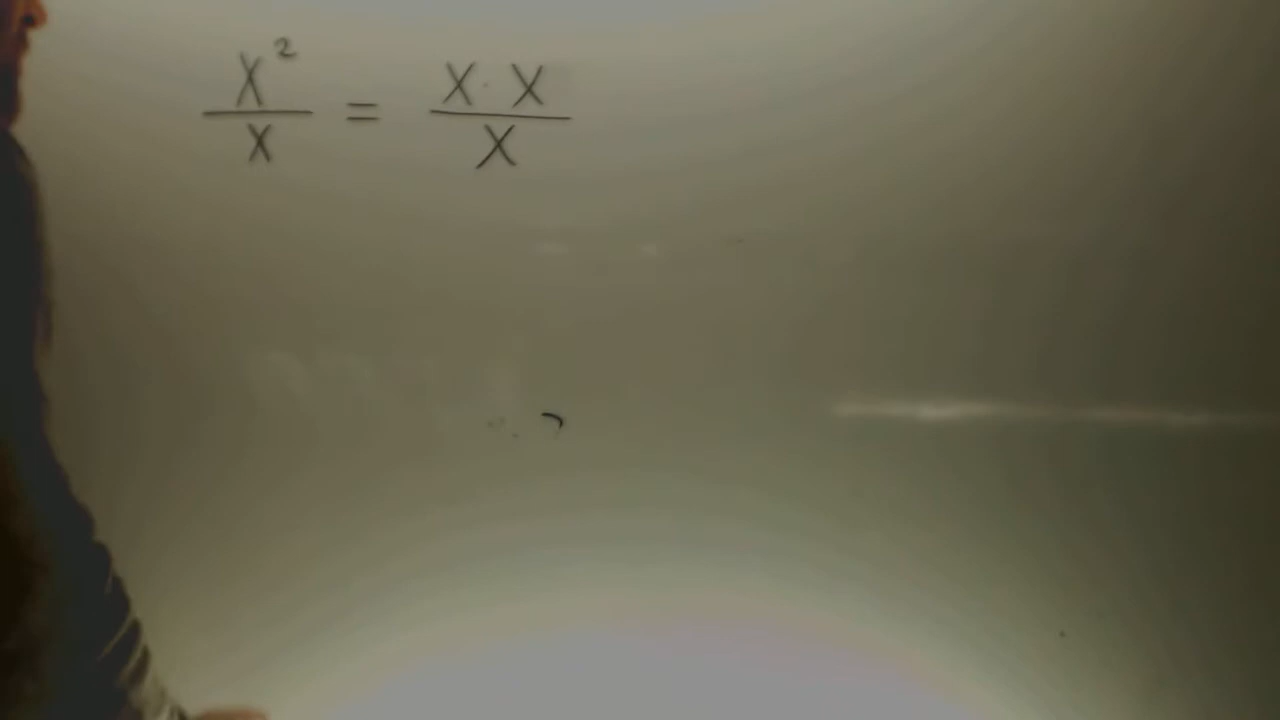 X² / X = X · X / X